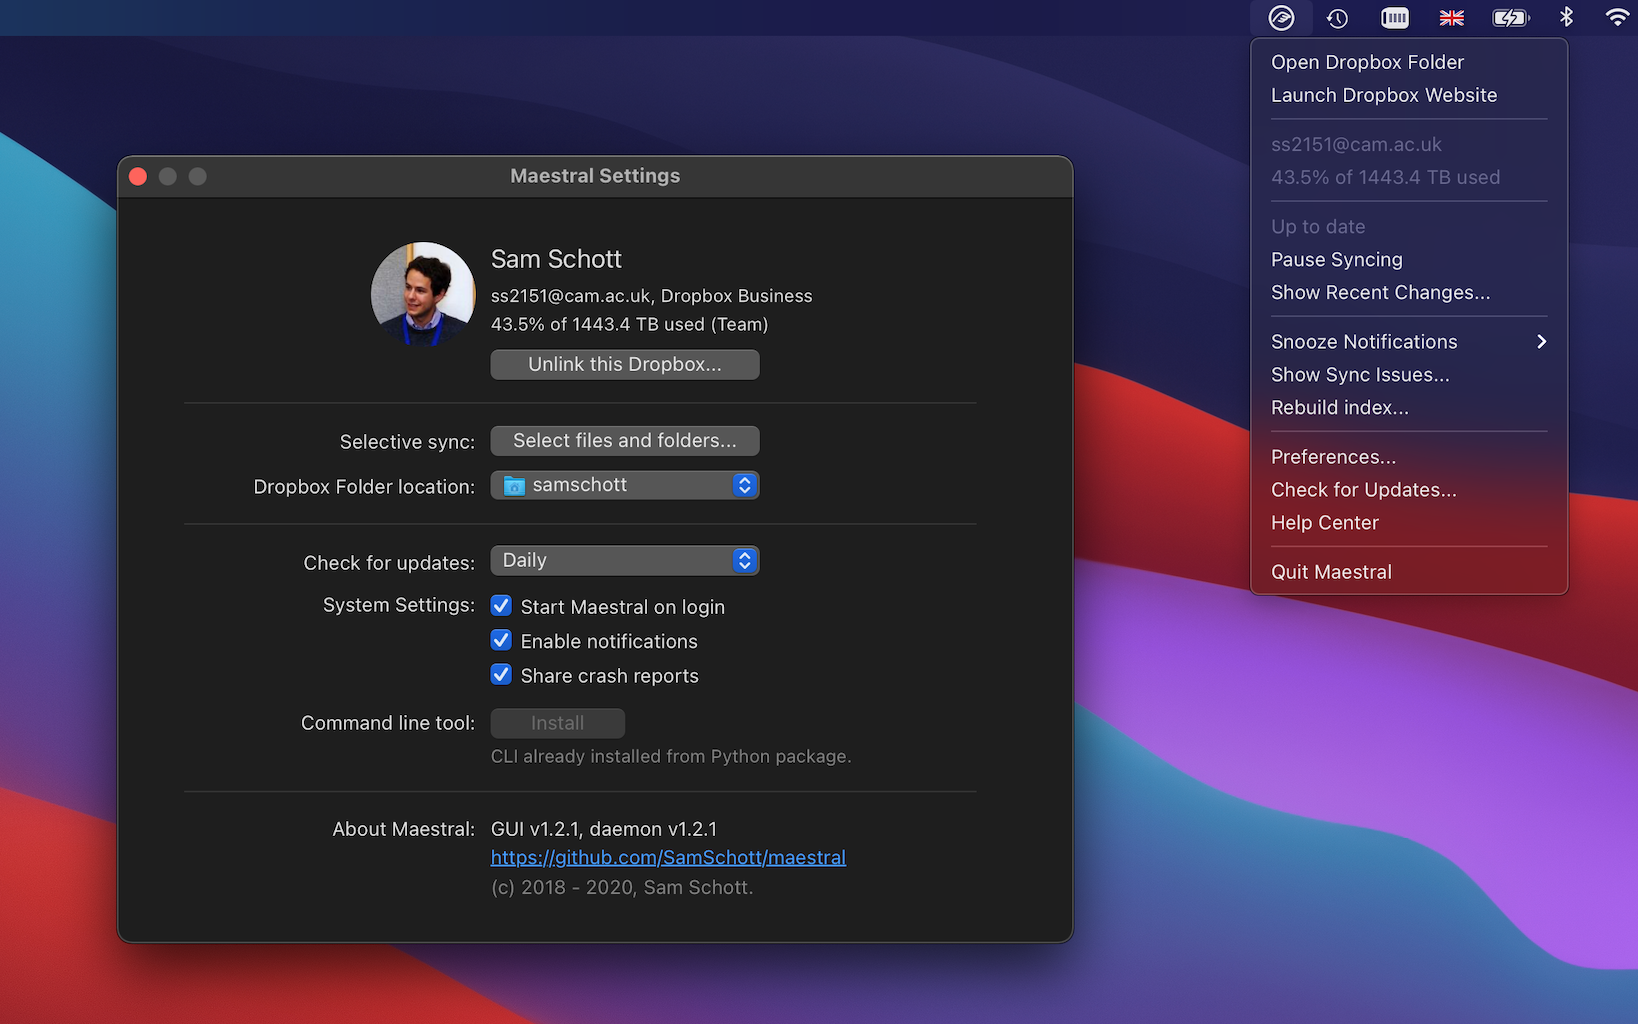 Open Dropbox Folder
Launch Dropbox Website
ss2151@cam.ac.uk
43.5% of 1443.4 TB used
Up to date
Pause Syncing
Show Recent Changes...
Snooze Notifications
Show Sync Issues...
Rebuild index...
Preferences...
Check for Updates...
Help Center
Quit Maestral
Maestral Settings
Sam Schott
ss2151@cam.ac.uk, Dropbox Business
43.5% of 1443.4 TB used (Team)
Unlink this Dropbox...
Selective sync: Select files and folders...
Dropbox Folder location: samschott
Check for updates: Daily
System Settings: Start Maestral on login
Enable notifications
Share crash reports
Command line tool: Install
CLI already installed from Python package.
About Maestral: GUI v1.2.1, daemon v1.2.1
https://github.com/SamSchott/maestral
(c) 2018 - 2020, Sam Schott.